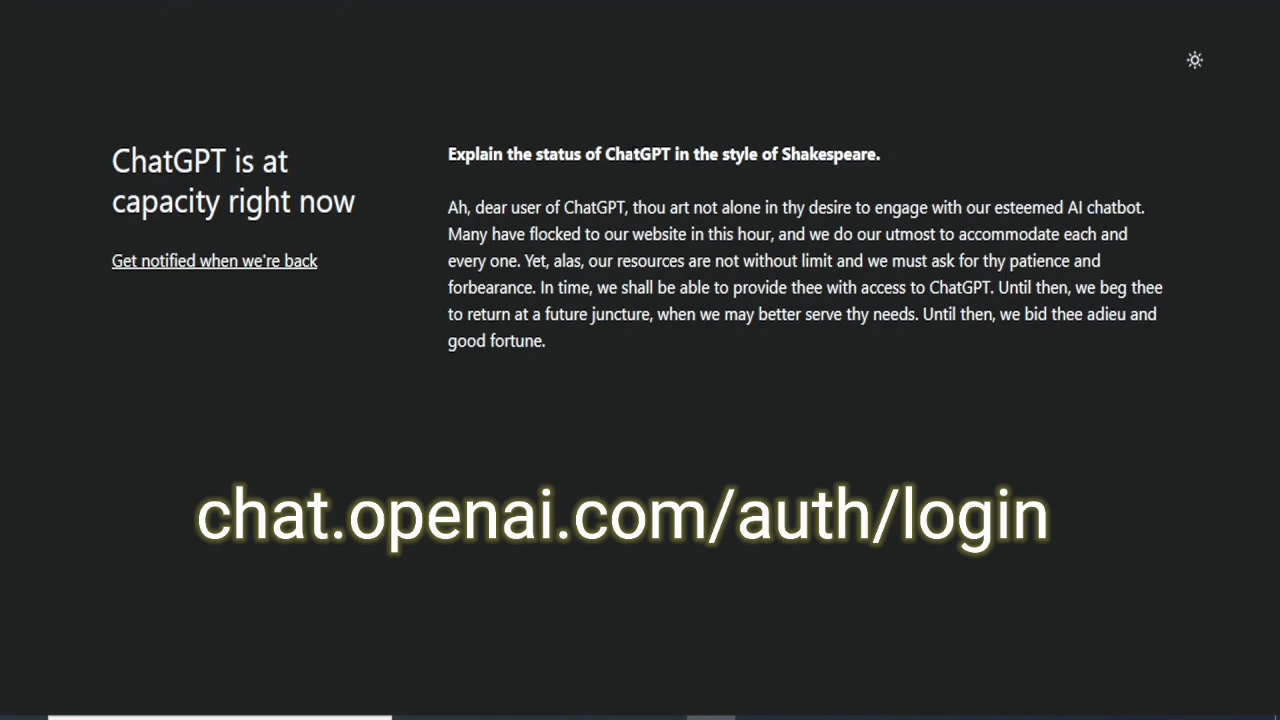 ChatGPT is at
capacity right now
Get notified when we're back
Explain the status of ChatGPT in the style of Shakespeare.
Ah, dear user of ChatGPT, thou art not alone in thy desire to engage with our esteemed AI chatbot.
Many have flocked to our website in this hour, and we do our utmost to accommodate each and
every one. Yet, alas, our resources are not without limit and we must ask for thy patience and
forbearance. In time, we shall be able to provide thee with access to ChatGPT. Until then, we beg thee
to return at a future juncture, when we may better serve thy needs. Until then, we bid thee adieu and
good fortune.
chat.openai.com/auth/login